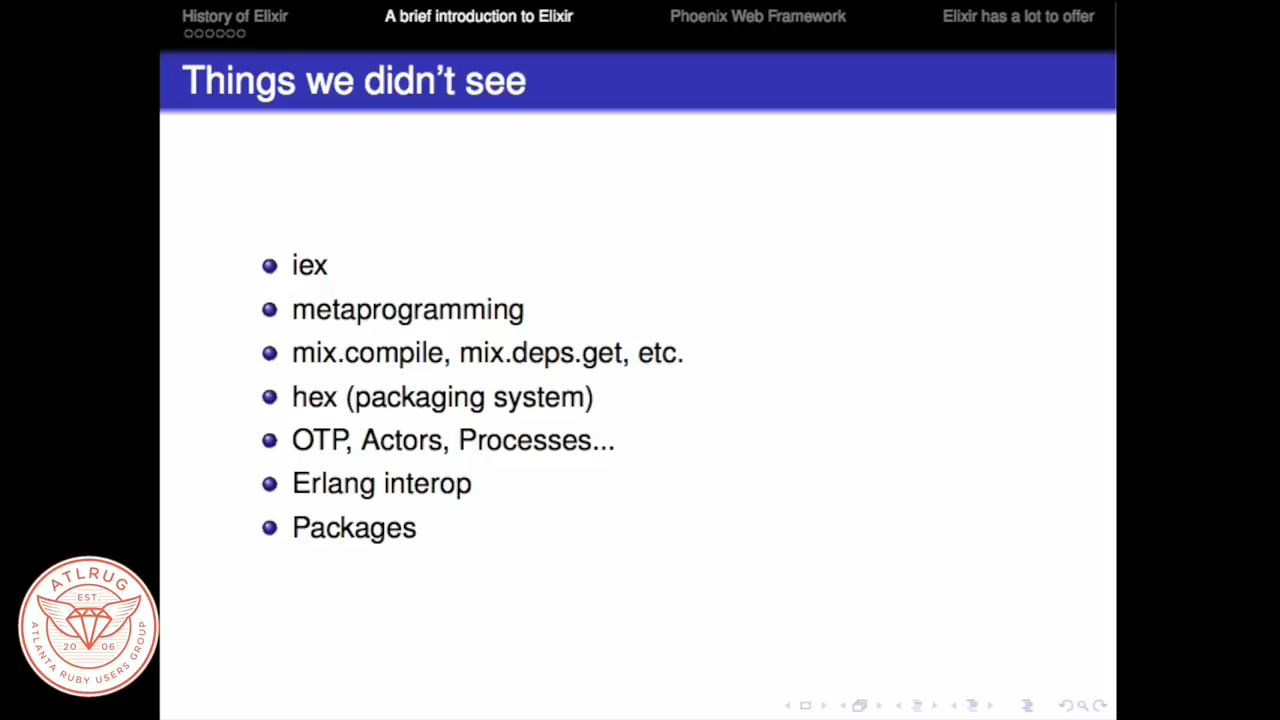 History of Elixir
A brief introduction to Elixir
Phoenix Web Framework
Elixir has a lot to offer
Things we didn't see
iex
metaprogramming
mix.compile, mix.deps.get, etc.
hex (packaging system)
OTP, Actors, Processes...
Erlang interop
Packages
ATLRUG
EST.
20 06
ATLANTA RUBY USERS GROUP